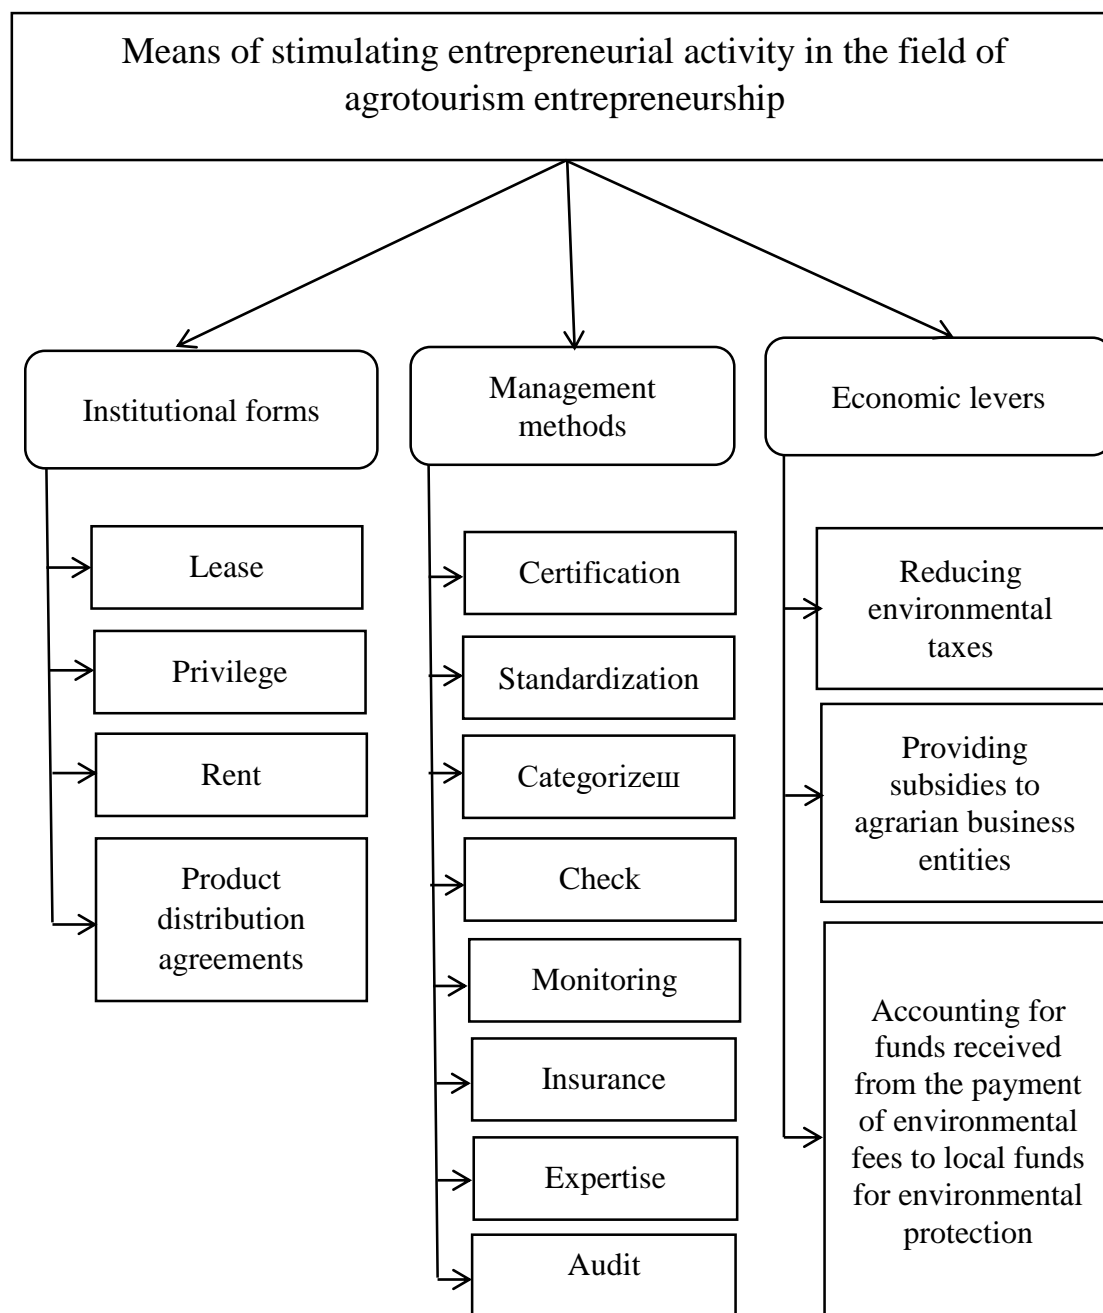 Means of stimulating entrepreneurial activity in the field of
agrotourism entrepreneurship
Institutional forms
Lease
Privilege
Rent
Product
distribution
agreements
Management
methods
Certification
Standardization
Categorizeш
Check
Monitoring
Insurance
Expertise
Audit
Economic levers
Reducing
environmental
taxes
Providing
subsidies to
agrarian business
entities
Accounting for
funds received
from the payment
of environmental
fees to local funds
for environmental
protection